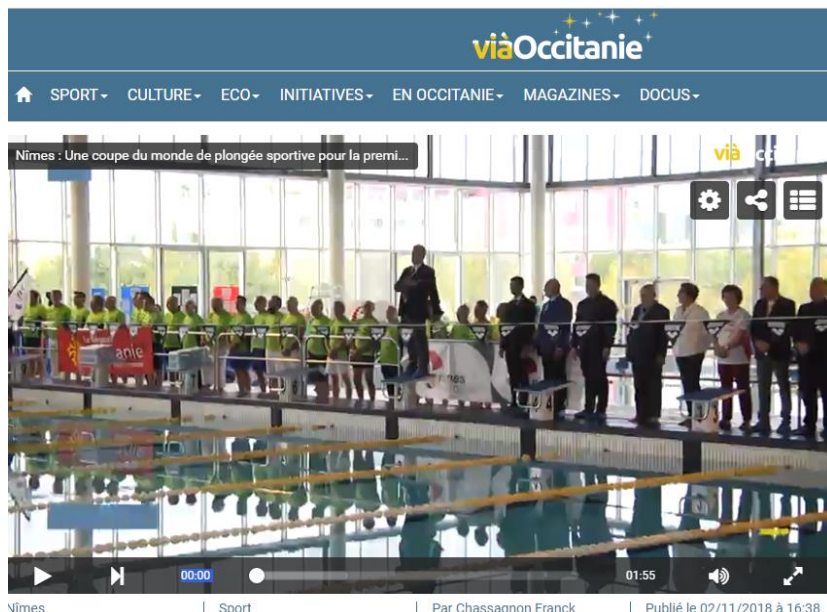 viàOccitanie
SPORT CULTURE ECO INITIATIVES EN OCCITANIE MAGAZINES DOCUS
Nîmes : Une coupe du monde de plongée sportive pour la premi...
vià
anie
00:00 01:55
Nîmes Sport Par Chassagnon Franck Publié le 02/11/2018 à 16:38